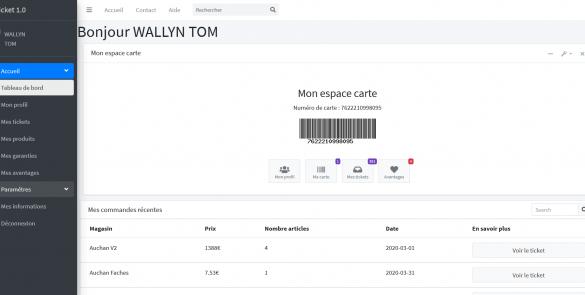 icket 1.0
Accueil Contact Aide Rechercher
WALLYN
TOM
Bonjour WALLYN TOM
Accueil
Tableau de bord
Mon profil
Mes tickets
Mes produits
Mes garanties
Mes avantages
Paramètres
Mes informations
Déconnexion
Mon espace carte
Mon espace carte
Numéro de carte : 7622210998095
7622210998095
Mon profil Ma carte Mes tickets Avantages
Mes commandes récentes Search
Magasin Prix Nombre articles Date En savoir plus
Auchan V2 1388€ 4 2020-03-01 Voir le ticket
Auchan Faches 7.53€ 1 2020-03-31 Voir le ticket